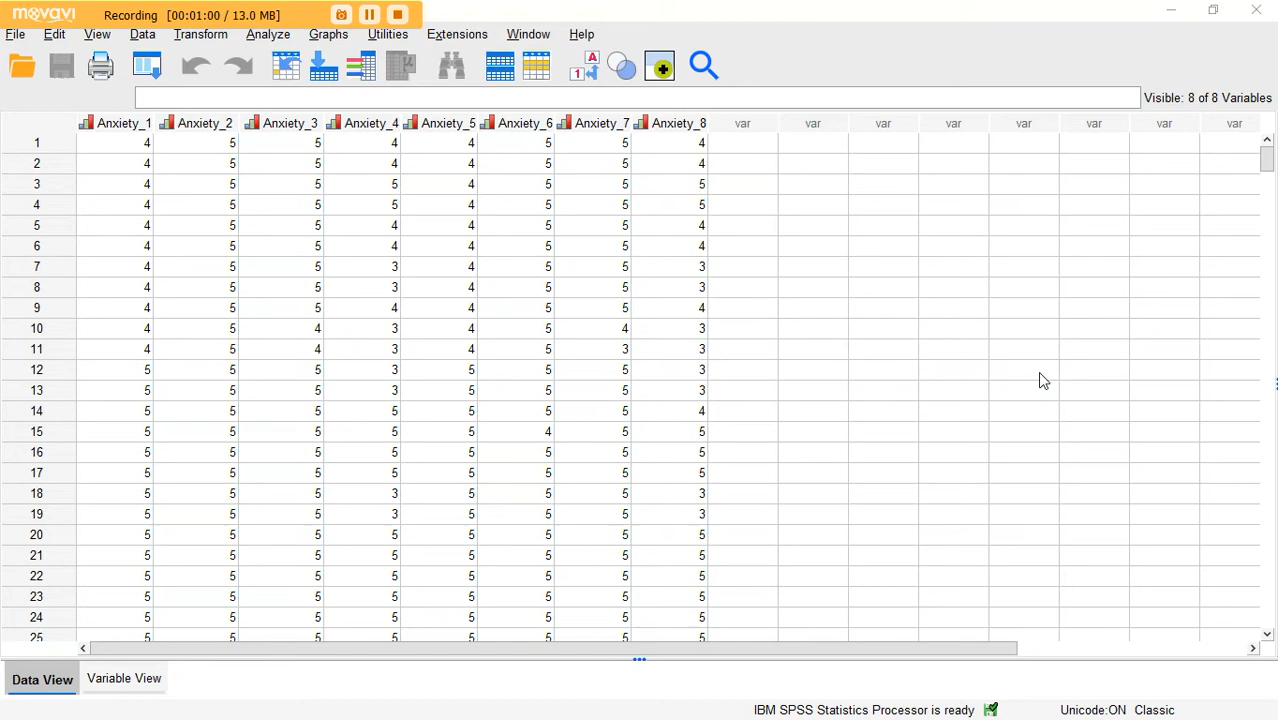 movavi Recording [00:01:00 / 13.0 MB]
File Edit View Data Transform Analyze Graphs Utilities Extensions Window Help
Visible: 8 of 8 Variables
Anxiety_1 Anxiety_2 Anxiety_3 Anxiety_4 Anxiety_5 Anxiety_6 Anxiety_7 Anxiety_8 var var var var var var var var
1 4 5 5 4 4 5 5 4
2 4 5 5 4 4 5 5 4
3 4 5 5 5 4 5 5 5
4 4 5 5 5 4 5 5 5
5 4 5 5 4 4 5 5 4
6 4 5 5 4 4 5 5 4
7 4 5 5 3 4 5 5 3
8 4 5 5 3 4 5 5 3
9 4 5 5 4 4 5 5 4
10 4 5 4 3 4 5 4 3
11 4 5 4 3 4 5 3 3
12 5 5 5 3 5 5 5 3
13 5 5 5 3 5 5 5 3
14 5 5 5 5 5 5 5 4
15 5 5 5 5 5 4 5 5
16 5 5 5 5 5 5 5 5
17 5 5 5 5 5 5 5 5
18 5 5 5 3 5 5 5 3
19 5 5 5 3 5 5 5 3
20 5 5 5 5 5 5 5 5
21 5 5 5 5 5 5 5 5
22 5 5 5 5 5 5 5 5
23 5 5 5 5 5 5 5 5
24 5 5 5 5 5 5 5 5
25 5 5 5 5 5 5 5 5
Data View Variable View
IBM SPSS Statistics Processor is ready Unicode:ON Classic